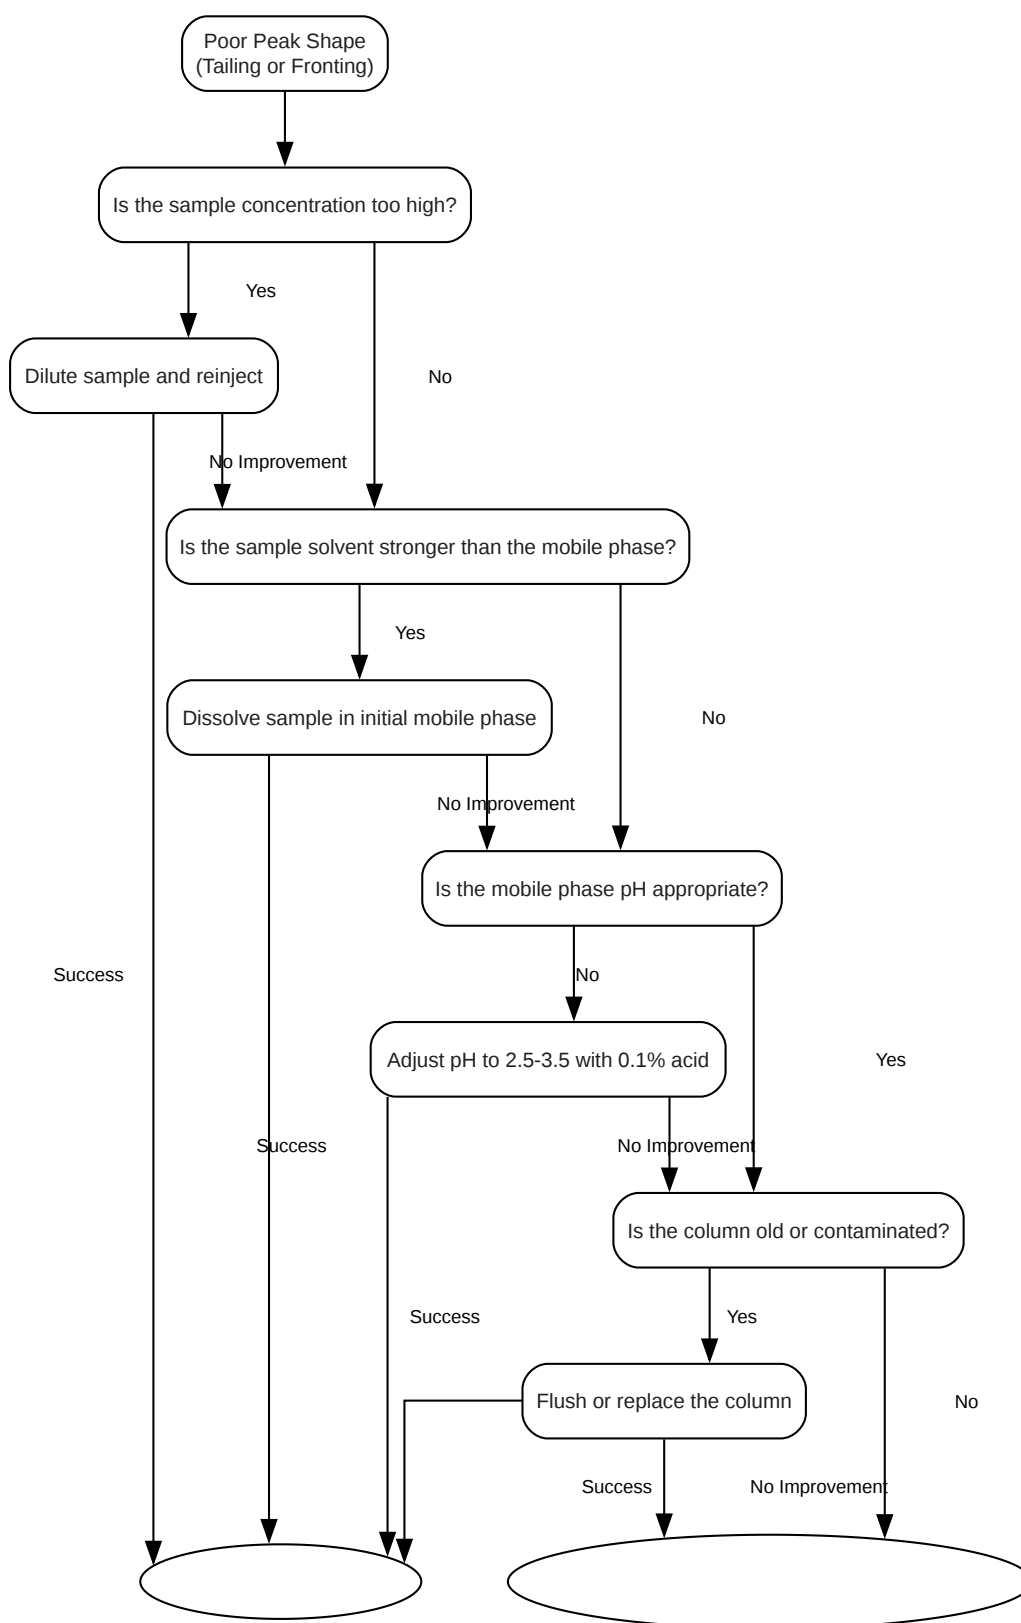 Poor Peak Shape
(Tailing or Fronting)
Is the sample concentration too high?
Yes
Dilute sample and reinject
No
No Improvement
Is the sample solvent stronger than the mobile phase?
Yes
Dissolve sample in initial mobile phase
No
No Improvement
Is the mobile phase pH appropriate?
Success
No
Adjust pH to 2.5-3.5 with 0.1% acid
Yes
Success
No Improvement
Is the column old or contaminated?
Success
Yes
Flush or replace the column
No
Success
No Improvement